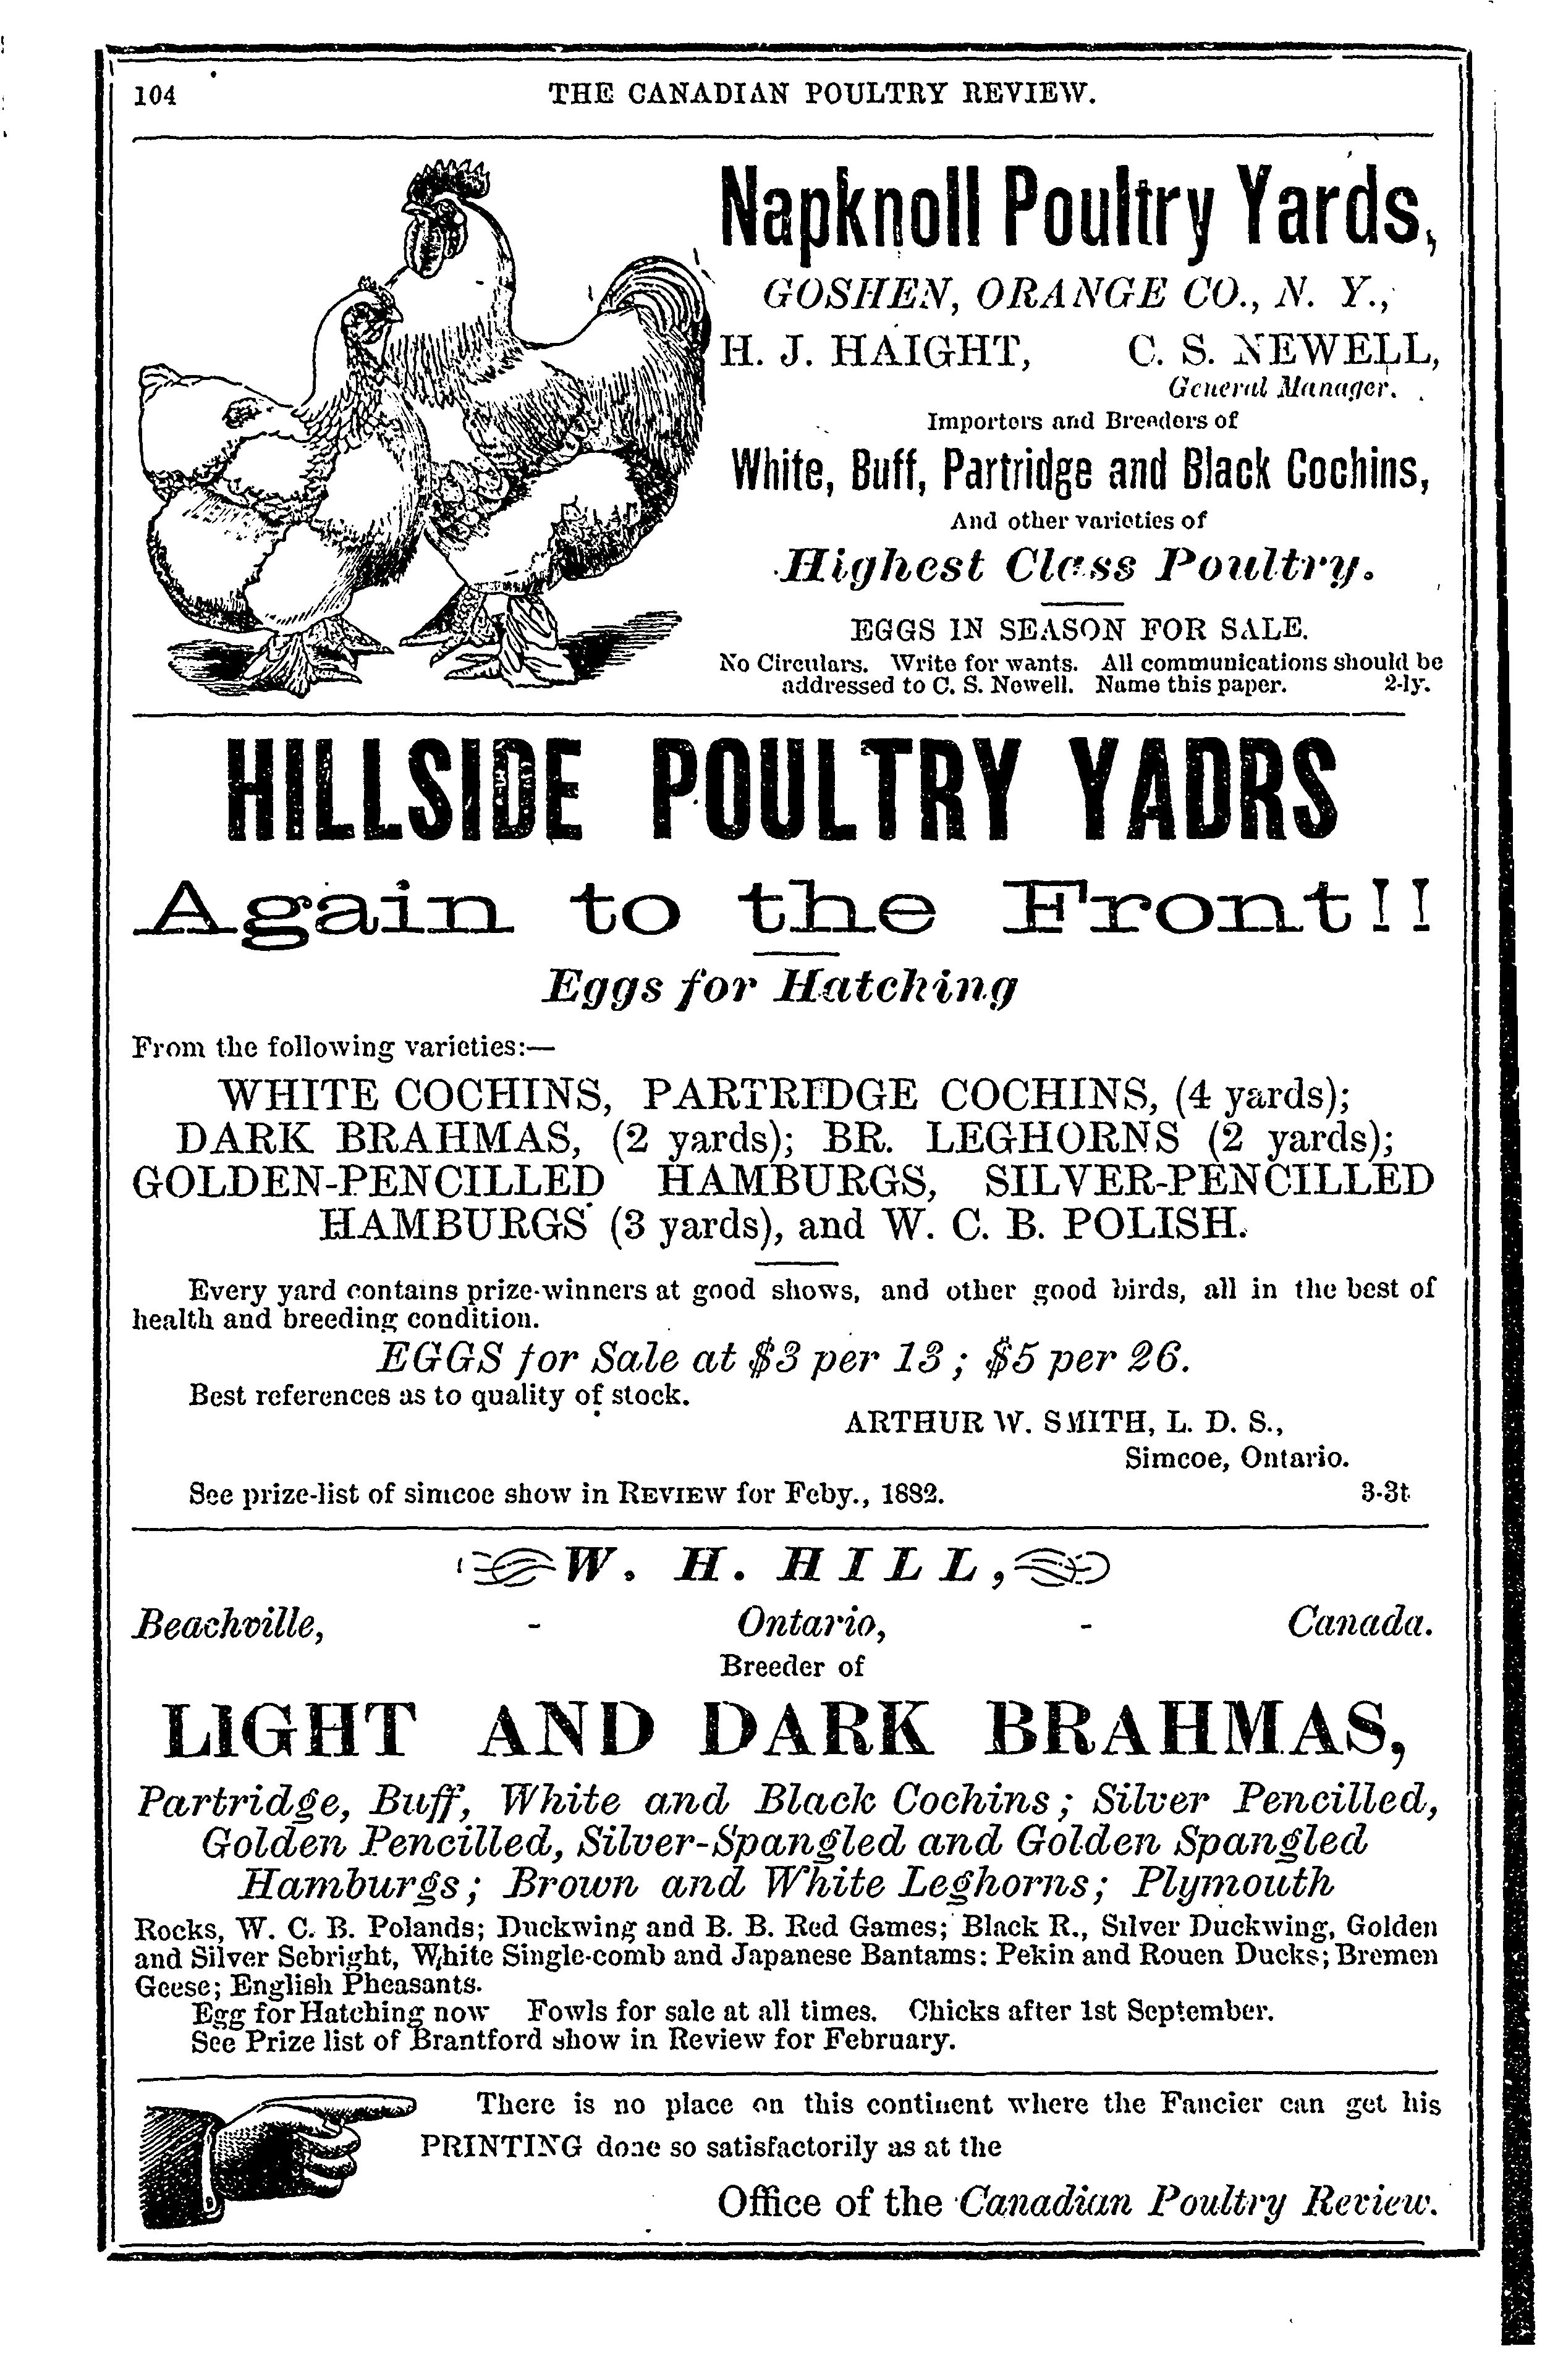 104
THE CANADIAN POULTRY REVIEW.
Napknoll Poultry Yards,
GOSHEN, ORANGE CO., N. Y.,
H. J. HAIGHT, C. S. NEWELL,
General Manager.
Importers and Breeders of
White, Buff, Partridge and Black Cochins,
And other varieties of
Highest Class Poultry.
EGGS IN SEASON FOR SALE.
No Circulars. Write for wants. All communications should be
addressed to C. S. Newell. Name this paper. 2-ly.
HILLSIDE POULTRY YADRS
Again to the Front!!
Eggs for Hatching
From the following varieties:—
WHITE COCHINS, PARTRIDGE COCHINS, (4 yards);
DARK BRAHMAS, (2 yards); BR. LEGHORNS (2 yards);
GOLDEN-PENCILLED HAMBURGS, SILVER-PENCILLED
HAMBURGS (3 yards), and W. C. B. POLISH.
Every yard contains prize-winners at good shows, and other good birds, all in the best of
health and breeding condition.
EGGS for Sale at $3 per 13; $5 per 26.
Best references as to quality of stock.
ARTHUR W. SMITH, L. D. S.,
Simcoe, Ontario.
See prize-list of simcoe show in REVIEW for Feby., 1882. 3-3t
W. H. HILL,
Beachville, - Ontario, - Canada.
Breeder of
LIGHT AND DARK BRAHMAS,
Partridge, Buff, White and Black Cochins; Silver Pencilled,
Golden Pencilled, Silver-Spangled and Golden Spangled
Hamburgs; Brown and White Leghorns; Plymouth
Rocks, W. C. B. Polands; Duckwing and B. B. Red Games; Black R., Silver Duckwing, Golden
and Silver Sebright, White Single-comb and Japanese Bantams: Pekin and Rouen Ducks; Bremen
Geese; English Pheasants.
Egg for Hatching now Fowls for sale at all times. Chicks after 1st September.
See Prize list of Brantford show in Review for February.
There is no place on this continent where the Fancier can get his
PRINTING done so satisfactorily as at the
Office of the Canadian Poultry Review.